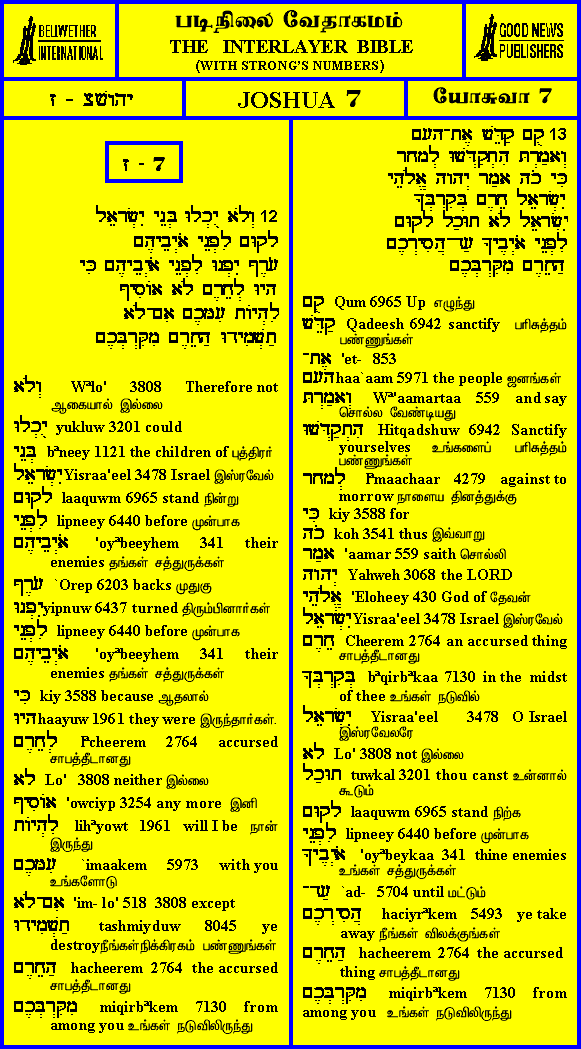 BELLWETHER
INTERNATIONAL
படிநிலை வேதாகமம்
THE INTERLAYER BIBLE
(WITH STRONG'S NUMBERS)
GOOD NEWS
PUBLISHERS
ז - יהושצ
JOSHUA 7
யோசுவா 7
ז - 7
12 וְלֹא יֻכְלוּ בְּנֵי יִשְׂרָאֵל
לָקוּם לִפְנֵי אֹיְבֵיהֶם
עֹרֶף יִפְנוּ לִפְנֵי אֹיְבֵיהֶם כִּי
הָיוּ לְחֵרֶם לֹא אוֹסִיף
לִהְיוֹת עִמָּכֶם אִם־לֹא
תַשְׁמִידוּ הַחֵרֶם מִקִּרְבְּכֶם
וְלֹא Wªlo' 3808 Therefore not
ஆகையால் இல்லை
יֻכְלוּ yukluw 3201 could
בְּנֵי bªneey 1121 the children of புத்திரர்
יִשְׂרָאֵל Yisraa'eel 3478 Israel இஸ்ரவேல்
לָקוּם laaquwm 6965 stand நின்று
לִפְנֵי lipneey 6440 before முன்பாக
אֹיְבֵיהֶם 'oyªbeeyhem 341 their
enemies தங்கள் சத்துருக்கள்
עֹרֶף `Orep 6203 backs முதுகு
יִפְנוּ yipnuw 6437 turned திரும்பினார்கள்
לִפְנֵי lipneey 6440 before முன்பாக
אֹיְבֵיהֶם 'oyªbeeyhem 341 their
enemies தங்கள் சத்துருக்கள்
כִּי kiy 3588 because ஆதலால்
הָיוּ haayuw 1961 they were இருந்தார்கள்.
לְחֵרֶם lªcheerem 2764 accursed
சாபத்தீடானது
לֹא Lo' 3808 neither இல்லை
אוֹסִיף 'owciyp 3254 any more இனி
לִהְיוֹת lihªyowt 1961 will I be நான்
இருந்து
עִמָּכֶם `imaakem 5973 with you
உங்களோடு
אִם־לֹא 'im- lo' 518 3808 except
תַשְׁמִידוּ tashmiyduw 8045 ye
destroy நீங்கள் நிக்கிரகம் பண்ணுங்கள்
הַחֵרֶם hacheerem 2764 the accursed
சாபத்தீடானது
מִקִּרְבְּכֶם miqirbªkem 7130 from
among you உங்கள் நடுவிலிருந்து
13 קֻם קַדֵּשׁ אֶת־הָעָם
וְאָמַרְתָּ הִתְקַדְּשׁוּ לְמָחָר
כִּי כֹה אָמַר יְהוָה אֱלֹהֵי
יִשְׂרָאֵל חֵרֶם בְּקִרְבְּךָ
יִשְׂרָאֵל לֹא תוּכַל לָקוּם
לִפְנֵי אֹיְבֶיךָ עַד־הֲסִירְכֶם
הַחֵרֶם מִקִּרְבְּכֶם
קֻם Qum 6965 Up எழுந்து
קַדֵּשׁ Qadeesh 6942 sanctify பரிசுத்தம்
பண்ணுங்கள்
אֶת־ 'et- 853
הָעָם haa`aam 5971 the people ஜனங்கள்
וְאָמַרְתָּ Wª'aamartaa 559 and say
சொல்ல வேண்டியது
הִתְקַדְּשׁוּ Hitqadshuw 6942 Sanctify
yourselves உங்களைப் பரிசுத்தம்
பண்ணுங்கள்
לְמָחָר lªmaachaar 4279 against to
morrow நாளைய தினத்துக்கு
כִּי kiy 3588 for
כֹה koh 3541 thus இவ்வாறு
אָמַר 'aamar 559 saith சொல்லி
יְהוָה Yahweh 3068 the LORD
אֱלֹהֵי 'Eloheey 430 God of தேவன்
יִשְׂרָאֵל Yisraa'eel 3478 Israel இஸ்ரவேல்
חֵרֶם Cheerem 2764 an accursed thing
சாபத்தீடானது
בְּקִרְבְּךָ bªqirbªkaa 7130 in the midst
of thee உங்கள் நடுவில்
יִשְׂרָאֵל Yisraa'eel 3478 O Israel
இஸ்ரவேலரே
לֹא Lo' 3808 not இல்லை
תוּכַל tuwkal 3201 thou canst உன்னால்
கூடும்
לָקוּם laaquwm 6965 stand நிற்க
לִפְנֵי lipneey 6440 before முன்பாக
אֹיְבֶיךָ 'oyªbeykaa 341 thine enemies
உங்கள் சத்துருக்கள்
עַד־ `ad- 5704 until மட்டும்
הֲסִירְכֶם haciyrªkem 5493 ye take
away நீங்கள் விலக்குங்கள்
הַחֵרֶם hacheerem 2764 the accursed
thing சாபத்தீடானது
מִקִּרְבְּכֶם miqirbªkem 7130 from
among you உங்கள் நடுவிலிருந்து